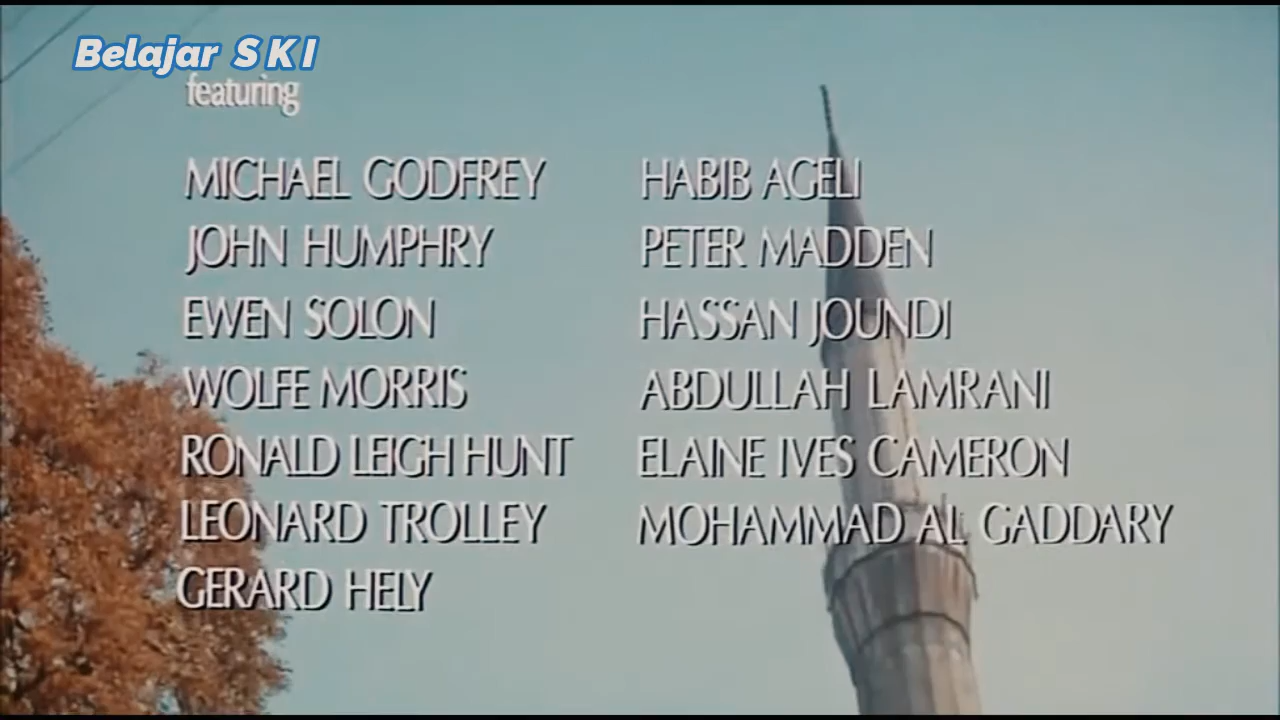 Belajar SKI
featuring
MICHAEL GODFREY
JOHN HUMPHRY
EWEN SOLON
WOLFE MORRIS
RONALD LEIGH HUNT
LEONARD TROLLEY
GERARD HELY
HABIB AGELI
PETER MADDEN
HASSAN JOUNDI
ABDULLAH LAMRANI
ELAINE IVES CAMERON
MOHAMMAD AL GADDARY